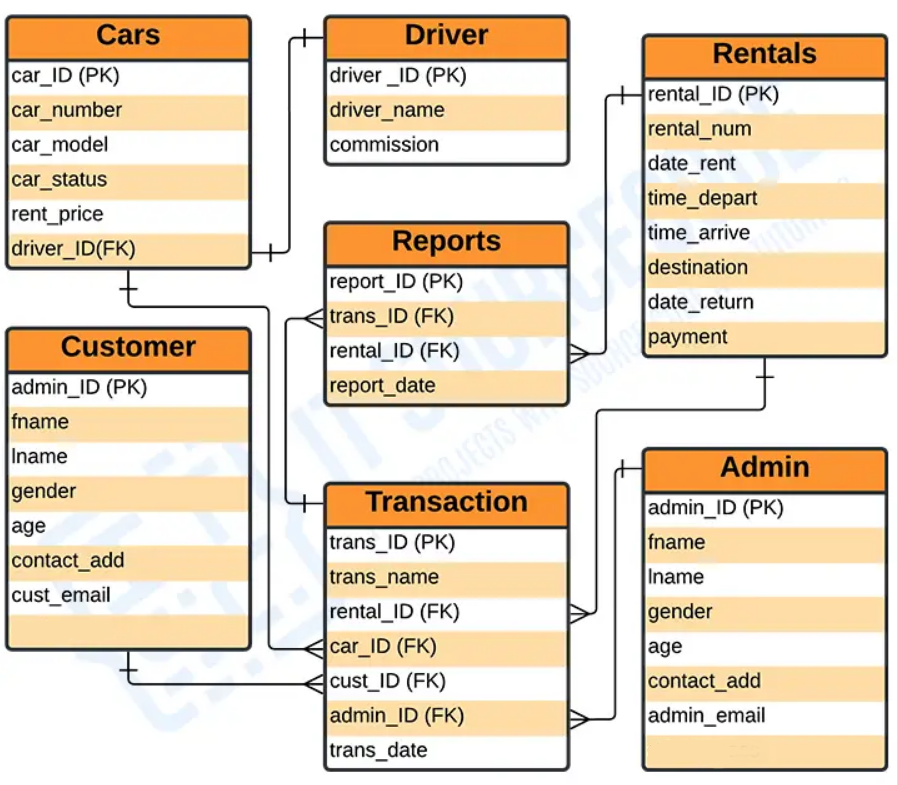 Cars
car_ID (PK)
car_number
car_model
car_status
rent_price
driver_ID(FK)
Driver
driver _ID (PK)
driver_name
commission
Rentals
rental_ID (PK)
rental_num
date_rent
time_depart
time_arrive
destination
date_return
payment
Reports
report_ID (PK)
trans_ID (FK)
rental_ID (FK)
report_date
Customer
admin_ID (PK)
fname
lname
gender
age
contact_add
cust_email
Transaction
trans_ID (PK)
trans_name
rental_ID (FK)
car_ID (FK)
cust_ID (FK)
admin_ID (FK)
trans_date
Admin
admin_ID (PK)
fname
lname
gender
age
contact_add
admin_email